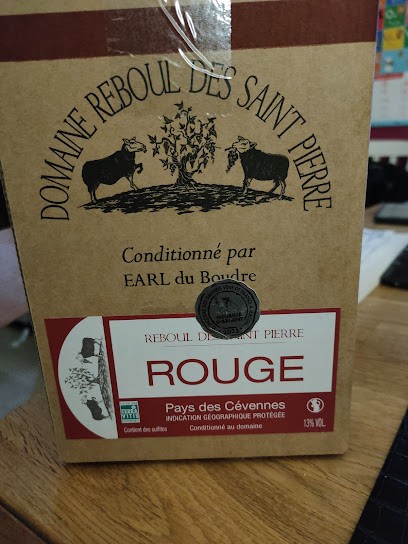 DOMAINE REBOUL DES SAINT PIERRE
Conditionné par
EARL du Boudre
REBOUL DES SAINT PIERRE
ROUGE
Pays des Cévennes
INDICATION GÉOGRAPHIQUE PROTÉGÉE
Contient des sulfites
Conditionné au domaine
13% VOL.